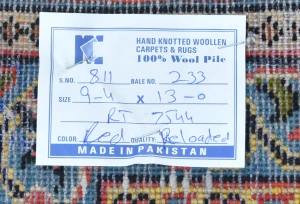 HAND KNOTTED WOOLLEN
CARPETS & RUGS
100% Wool Pile
S.NO. 811 BALE NO. 233
SIZE 9-4 x 13-0
RT 7544
COLOR Red QUALITY Reloaded
MADE IN PAKISTAN